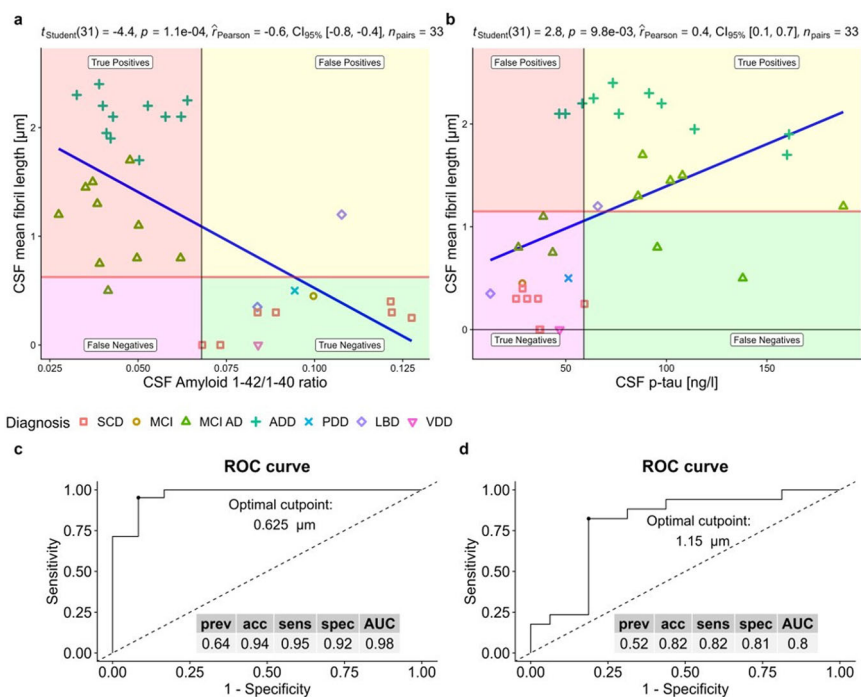 a
t Student(31) = -4.4, p = 1.1e-04, r̂ Pearson = -0.6, CI95% [-0.8, -0.4], n pairs = 33
True Positives
False Positives
CSF mean fibril length [µm]
2
1
0
False Negatives
True Negatives
0.025
0.050
0.075
0.100
0.125
CSF Amyloid 1-42/1-40 ratio
b
t Student(31) = 2.8, p = 9.8e-03, r̂ Pearson = 0.4, CI95% [0.1, 0.7], n pairs = 33
False Positives
True Positives
CSF mean fibril length [µm]
2
1
0
True Negatives
False Negatives
50
100
150
CSF p-tau [ng/l]
Diagnosis SCD MCI MCI AD ADD PDD LBD VDD
c
ROC curve
Sensitivity
1.00
0.75
0.50
0.25
0.00
Optimal cutpoint:
0.625 µm
prev acc sens spec AUC
0.64 0.94 0.95 0.92 0.98
0.00 0.25 0.50 0.75 1.00
1 - Specificity
d
ROC curve
Sensitivity
1.00
0.75
0.50
0.25
0.00
Optimal cutpoint:
1.15 µm
prev acc sens spec AUC
0.52 0.82 0.82 0.81 0.8
0.00 0.25 0.50 0.75 1.00
1 - Specificity